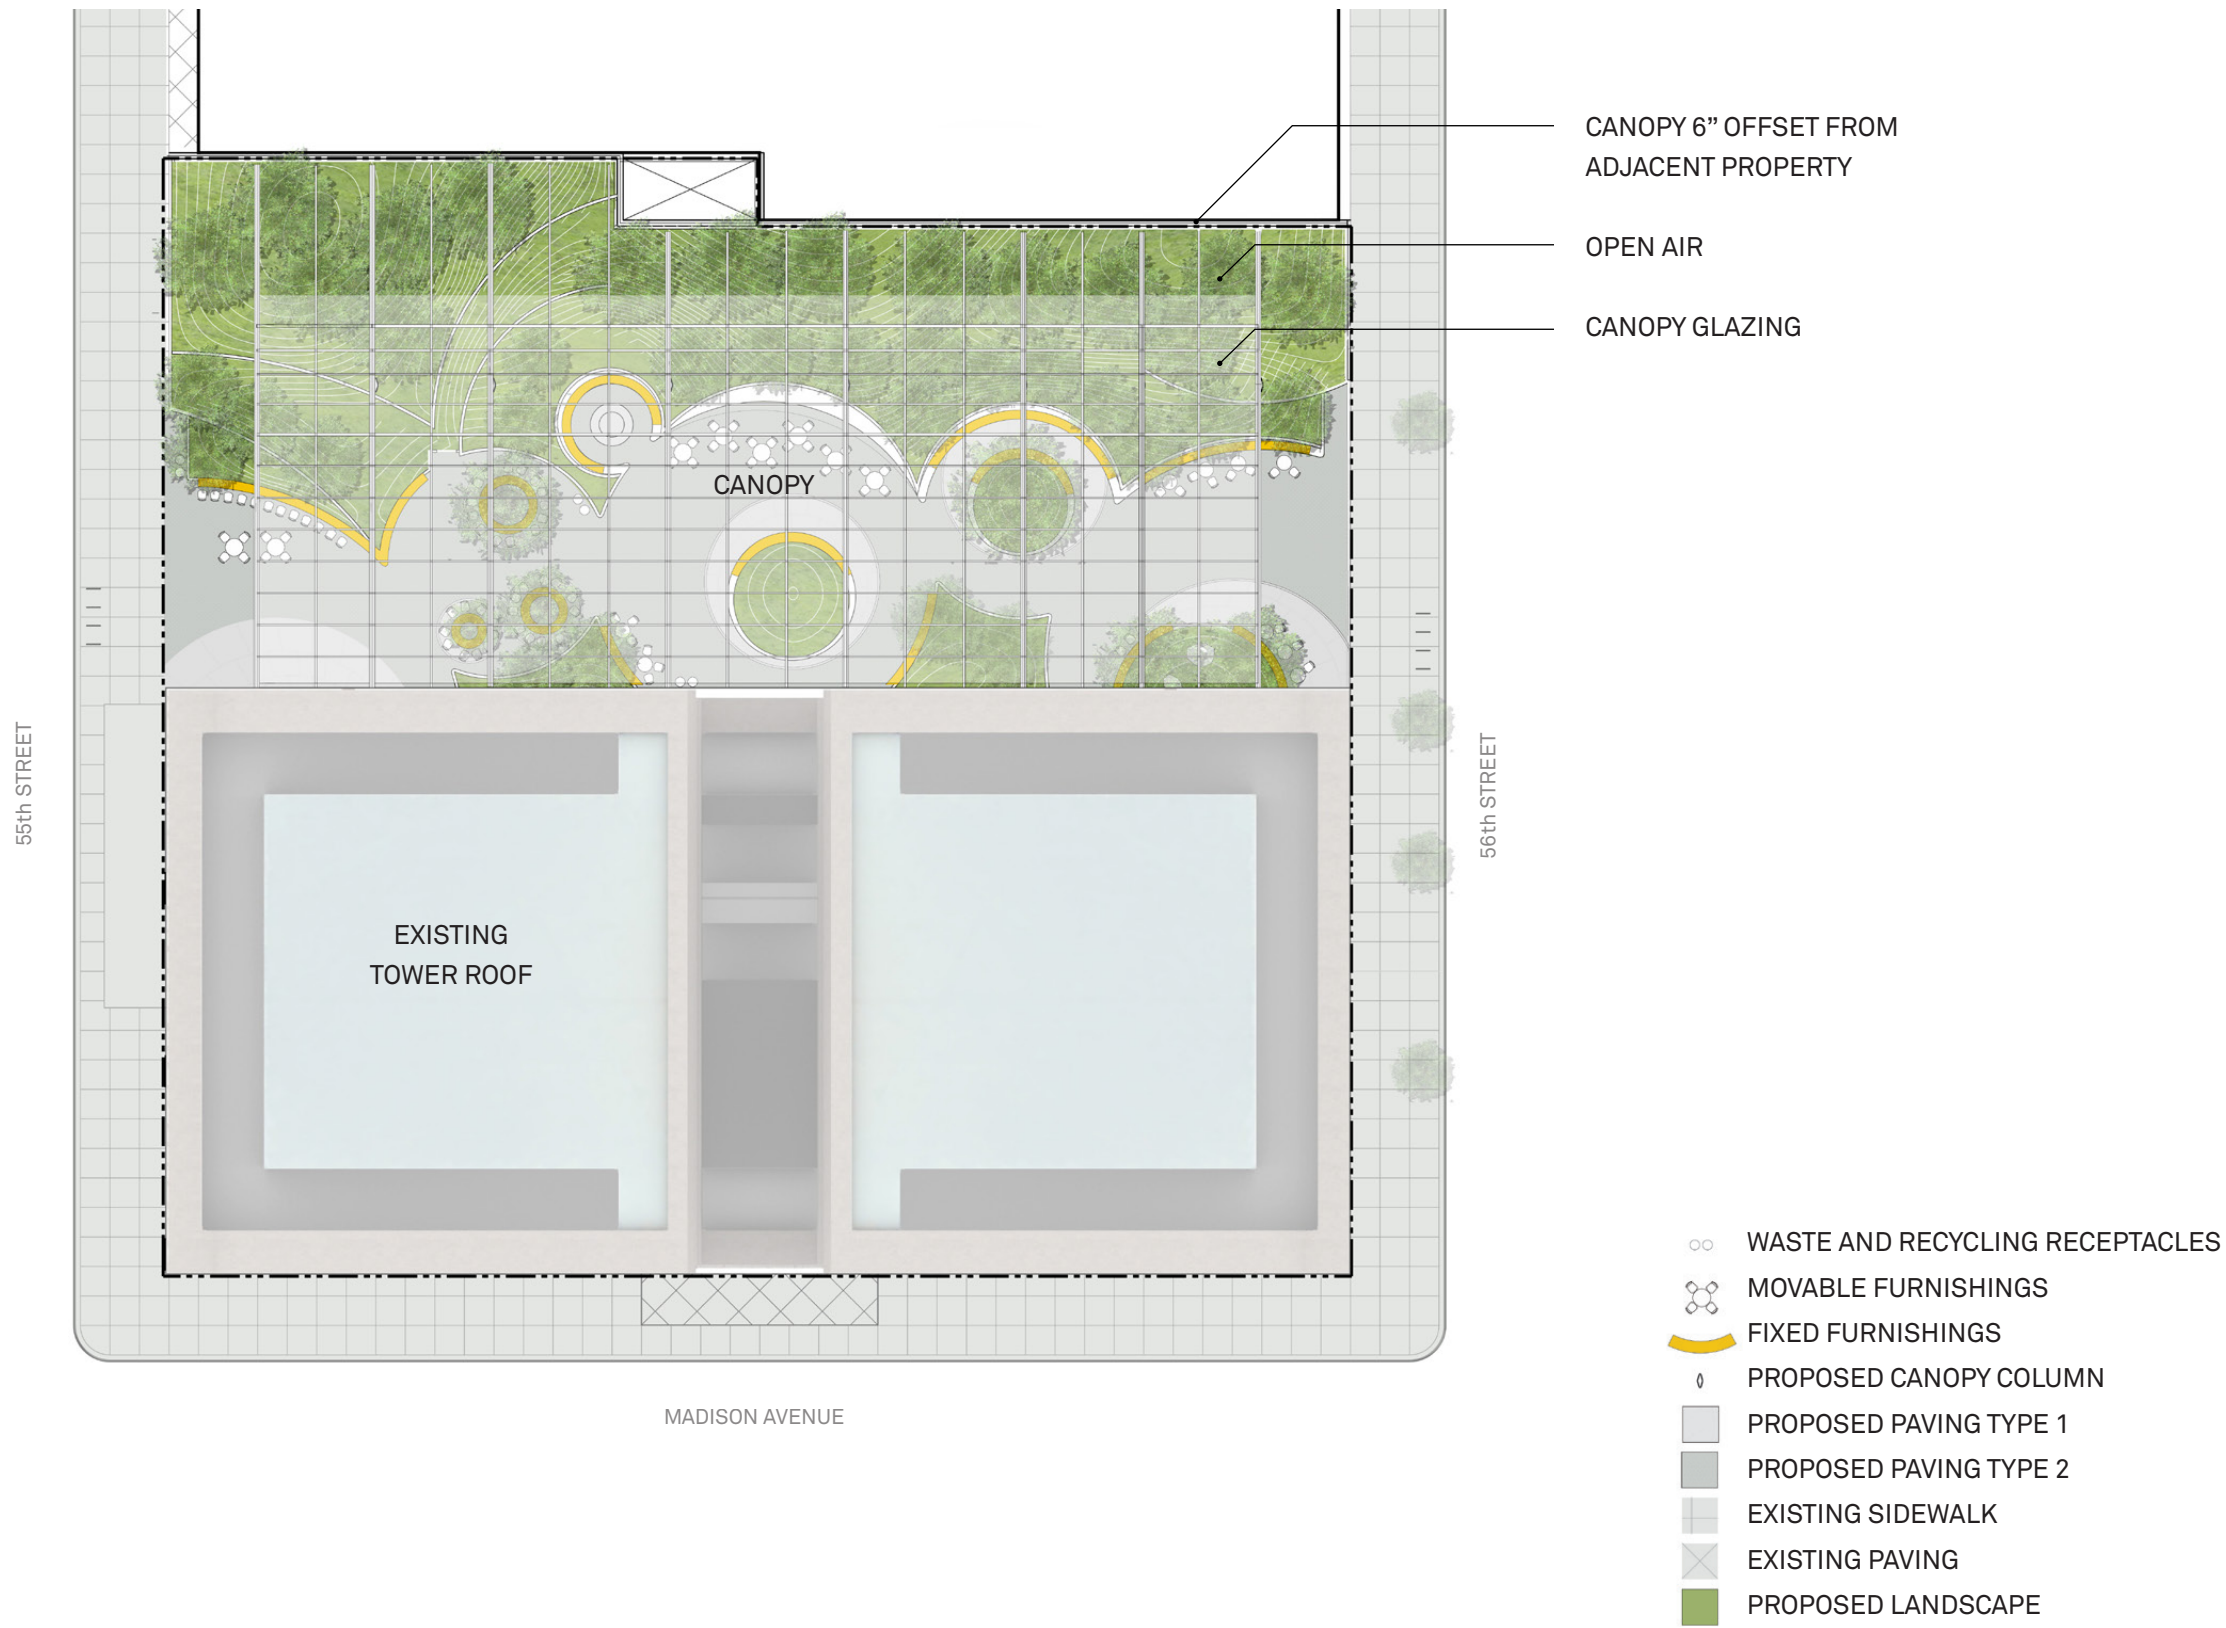 CANOPY 6” OFFSET FROM
ADJACENT PROPERTY
OPEN AIR
CANOPY GLAZING
CANOPY
55th STREET
56th STREET
EXISTING
TOWER ROOF
MADISON AVENUE
WASTE AND RECYCLING RECEPTACLES
MOVABLE FURNISHINGS
FIXED FURNISHINGS
PROPOSED CANOPY COLUMN
PROPOSED PAVING TYPE 1
PROPOSED PAVING TYPE 2
EXISTING SIDEWALK
EXISTING PAVING
PROPOSED LANDSCAPE